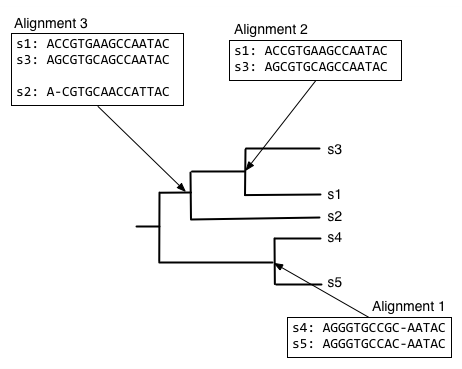 Alignment 3
s1: ACCGTGAAGCCAATAC
s3: AGCGTGCAGCCAATAC
s2: A-CGTGCAACCATTAC
Alignment 2
s1: ACCGTGAAGCCAATAC
s3: AGCGTGCAGCCAATAC
s3
s1
s2
s4
s5
Alignment 1
s4: AGGGTGCCGC-AATAC
s5: AGGGTGCCAC-AATAC